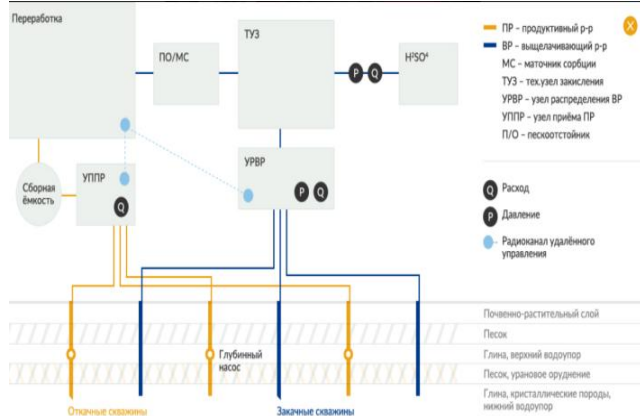 Переработка
ПО/МС
ТУЗ
P
Q
H²SO⁴
Сборная
ёмкость
УППР
Q
УРВР
P
Q
Глубинный
насос
Откачные скважины
Закачные скважины
ПР – продуктивный р-р
ВР – выщелачивающий р-р
МС – маточник сорбции
ТУЗ – тех.узел закисления
УРВР – узел распределения ВР
УППР – узел приёма ПР
П/О – пескоотстойник
Q Расход
P Давление
Радиоканал удалённого
управления
Почвенно-растительный слой
Песок
Глина, верхний водоупор
Песок, урановое оруднение
Глина, кристаллические породы,
нижний водоупор